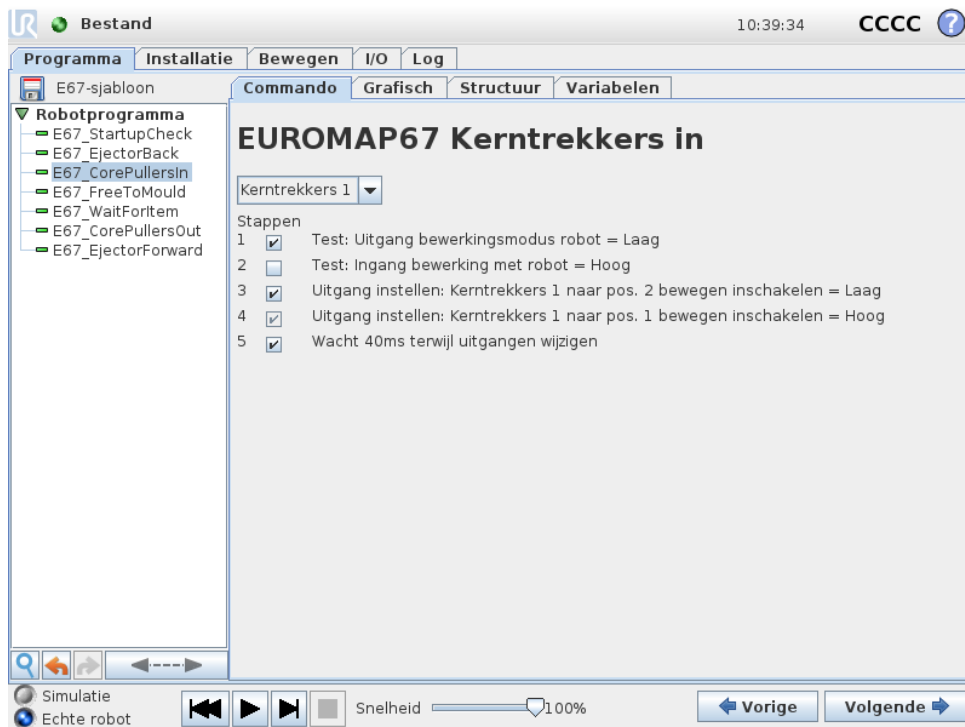 UR Bestand 10:39:34 CCCC ?
Programma Installatie Bewegen I/O Log
E67-sjabloon Commando Grafisch Structuur Variabelen
Robotprogramma
E67_StartupCheck
E67_EjectorBack
E67_CorePullersIn
E67_FreeToMould
E67_WaitForItem
E67_CorePullersOut
E67_EjectorForward
EUROMAP67 Kerntrekkers in
Kerntrekkers 1
Stappen
1 Test: Uitgang bewerkingsmodus robot = Laag
2 Test: Ingang bewerking met robot = Hoog
3 Uitgang instellen: Kerntrekkers 1 naar pos. 2 bewegen inschakelen = Laag
4 Uitgang instellen: Kerntrekkers 1 naar pos. 1 bewegen inschakelen = Hoog
5 Wacht 40ms terwijl uitgangen wijzigen
Simulatie
Echte robot
Snelheid 100%
Vorige Volgende